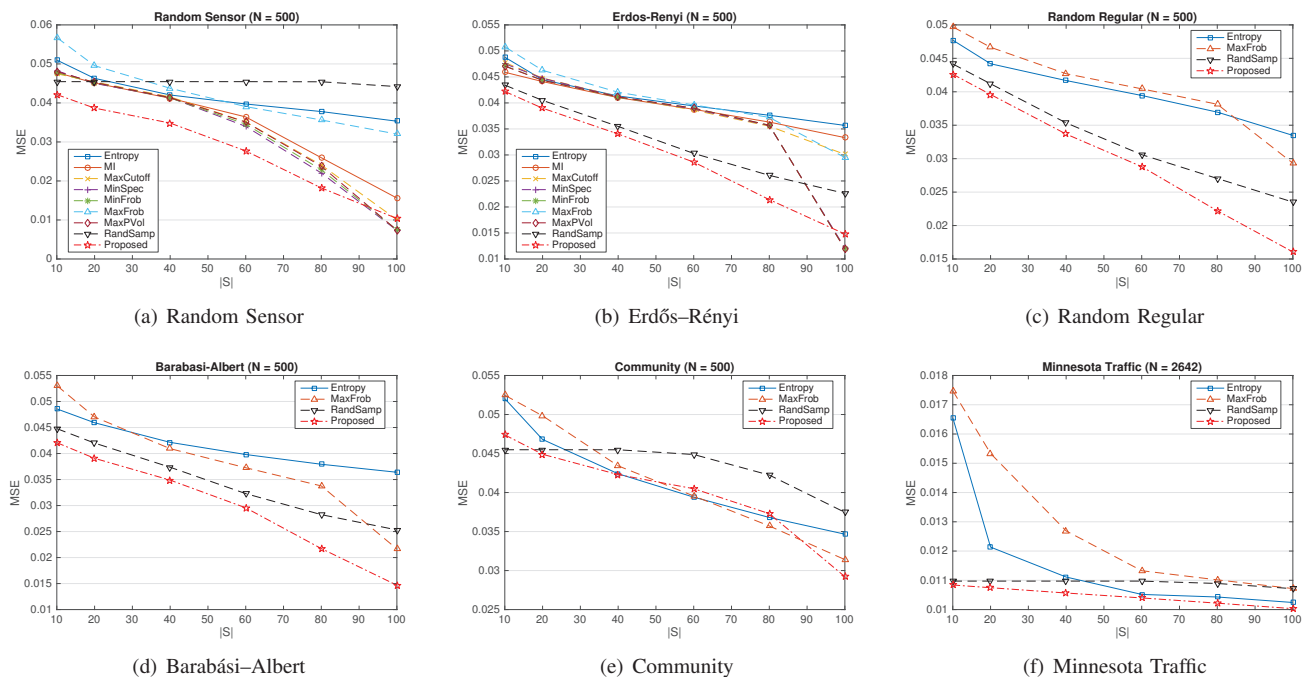 Random Sensor (N = 500)
0.06
0.05
0.04
0.03
0.02
0.01
0
MSE
Entropy
MI
MaxCutoff
MinSpec
MinFrob
MaxFrob
MaxPVol
RandSamp
Proposed
10 20 30 40 50 60 70 80 90 100
|S|
(a) Random Sensor
Erdos-Renyi (N = 500)
0.055
0.05
0.045
0.04
0.035
0.03
0.025
0.02
0.015
0.01
MSE
Entropy
MI
MaxCutoff
MinSpec
MinFrob
MaxFrob
MaxPVol
RandSamp
Proposed
10 20 30 40 50 60 70 80 90 100
|S|
(b) Erdős–Rényi
Random Regular (N = 500)
0.05
0.045
0.04
0.035
0.03
0.025
0.02
0.015
MSE
Entropy
MaxFrob
RandSamp
Proposed
10 20 30 40 50 60 70 80 90 100
|S|
(c) Random Regular
Barabasi-Albert (N = 500)
0.055
0.05
0.045
0.04
0.035
0.03
0.025
0.02
0.015
0.01
MSE
Entropy
MaxFrob
RandSamp
Proposed
10 20 30 40 50 60 70 80 90 100
|S|
(d) Barabási–Albert
Community (N = 500)
0.055
0.05
0.045
0.04
0.035
0.03
0.025
MSE
Entropy
MaxFrob
RandSamp
Proposed
10 20 30 40 50 60 70 80 90 100
|S|
(e) Community
Minnesota Traffic (N = 2642)
0.018
0.017
0.016
0.015
0.014
0.013
0.012
0.011
0.01
MSE
Entropy
MaxFrob
RandSamp
Proposed
10 20 30 40 50 60 70 80 90 100
|S|
(f) Minnesota Traffic